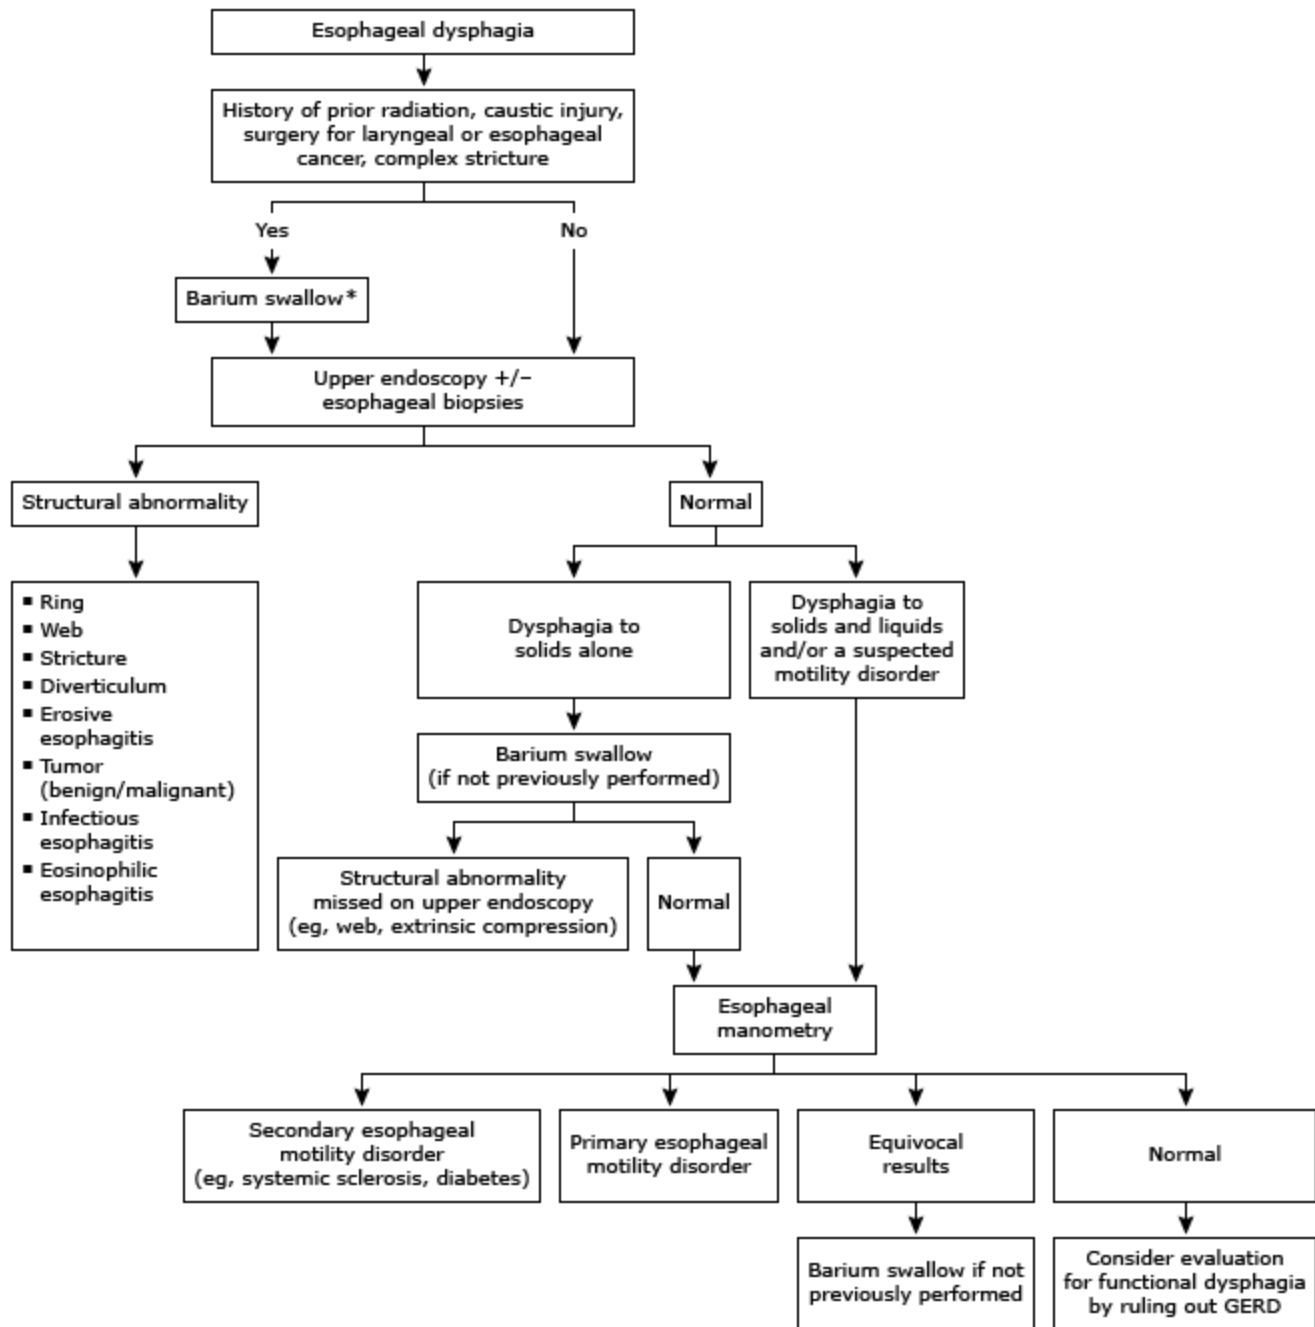 Esophageal dysphagia
History of prior radiation, caustic injury,
surgery for laryngeal or esophageal
cancer, complex stricture
Yes
No
Barium swallow*
Upper endoscopy +/−
esophageal biopsies
Structural abnormality
Normal
▪ Ring
▪ Web
▪ Stricture
▪ Diverticulum
▪ Erosive
esophagitis
▪ Tumor
(benign/malignant)
▪ Infectious
esophagitis
▪ Eosinophilic
esophagitis
Dysphagia to
solids alone
Dysphagia to
solids and liquids
and/or a suspected
motility disorder
Barium swallow
(if not previously performed)
Structural abnormality
missed on upper endoscopy
(eg, web, extrinsic compression)
Normal
Esophageal
manometry
Secondary esophageal
motility disorder
(eg, systemic sclerosis, diabetes)
Primary esophageal
motility disorder
Equivocal
results
Normal
Barium swallow if not
previously performed
Consider evaluation
for functional dysphagia
by ruling out GERD